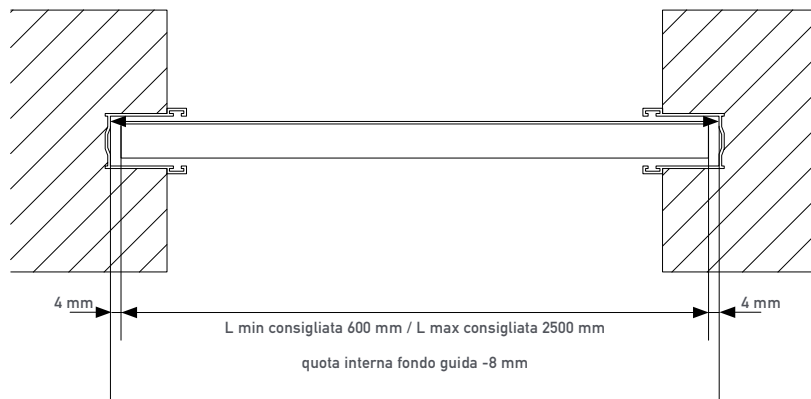 4 mm
4 mm
L min consigliata 600 mm / L max consigliata 2500 mm
quota interna fondo guida -8 mm